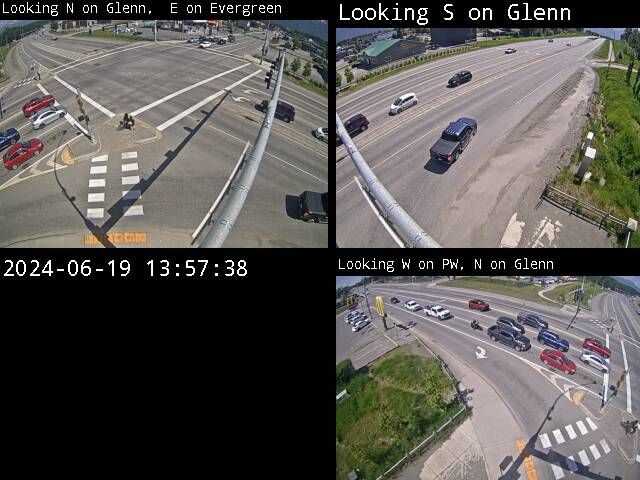 Looking N on Glenn,  E on Evergreen
Looking S on Glenn
2024-06-19 13:57:38
Looking W on PW, N on Glenn